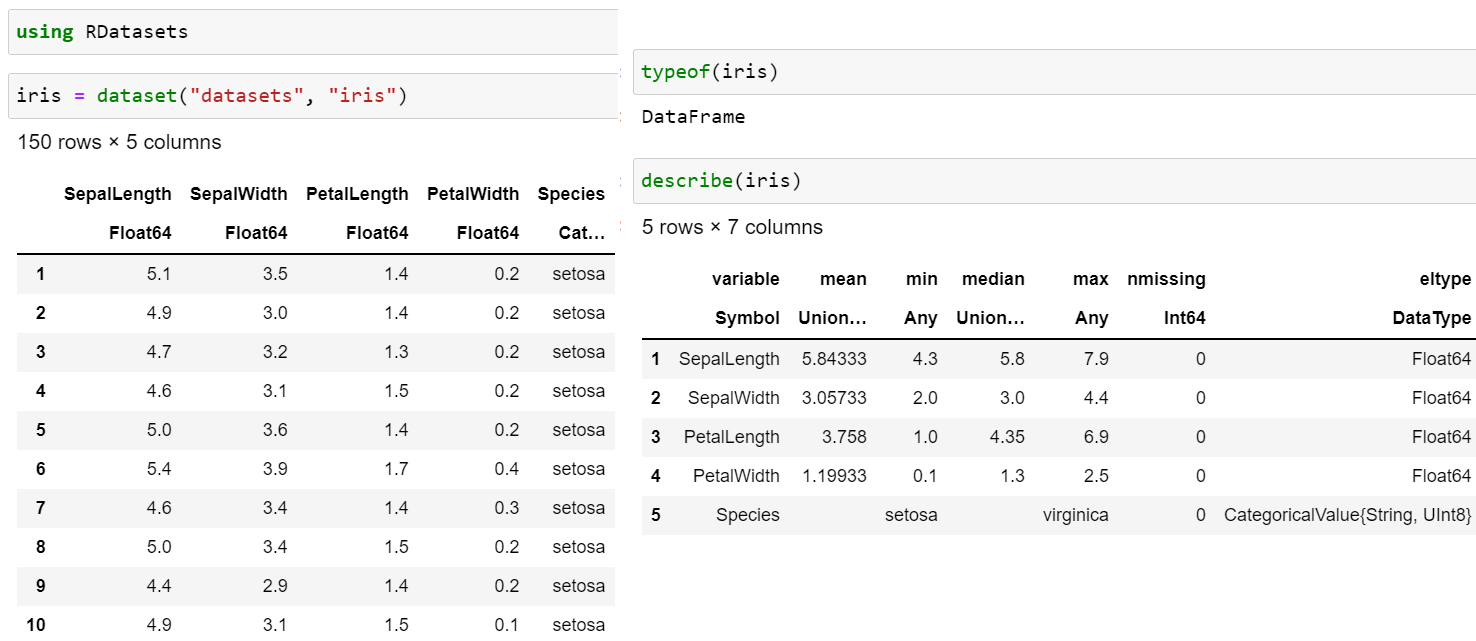 using RDatasets
iris = dataset("datasets", "iris")
150 rows × 5 columns
SepalLength SepalWidth PetalLength PetalWidth Species
Float64 Float64 Float64 Float64 Cat…
1 5.1 3.5 1.4 0.2 setosa
2 4.9 3.0 1.4 0.2 setosa
3 4.7 3.2 1.3 0.2 setosa
4 4.6 3.1 1.5 0.2 setosa
5 5.0 3.6 1.4 0.2 setosa
6 5.4 3.9 1.7 0.4 setosa
7 4.6 3.4 1.4 0.3 setosa
8 5.0 3.4 1.5 0.2 setosa
9 4.4 2.9 1.4 0.2 setosa
10 4.9 3.1 1.5 0.1 setosa
typeof(iris)
DataFrame
describe(iris)
5 rows × 7 columns
variable mean min median max nmissing eltype
Symbol Union… Any Union… Any Int64 DataType
1 SepalLength 5.84333 4.3 5.8 7.9 0 Float64
2 SepalWidth 3.05733 2.0 3.0 4.4 0 Float64
3 PetalLength 3.758 1.0 4.35 6.9 0 Float64
4 PetalWidth 1.19933 0.1 1.3 2.5 0 Float64
5 Species setosa virginica 0 CategoricalValue{String, UInt8}